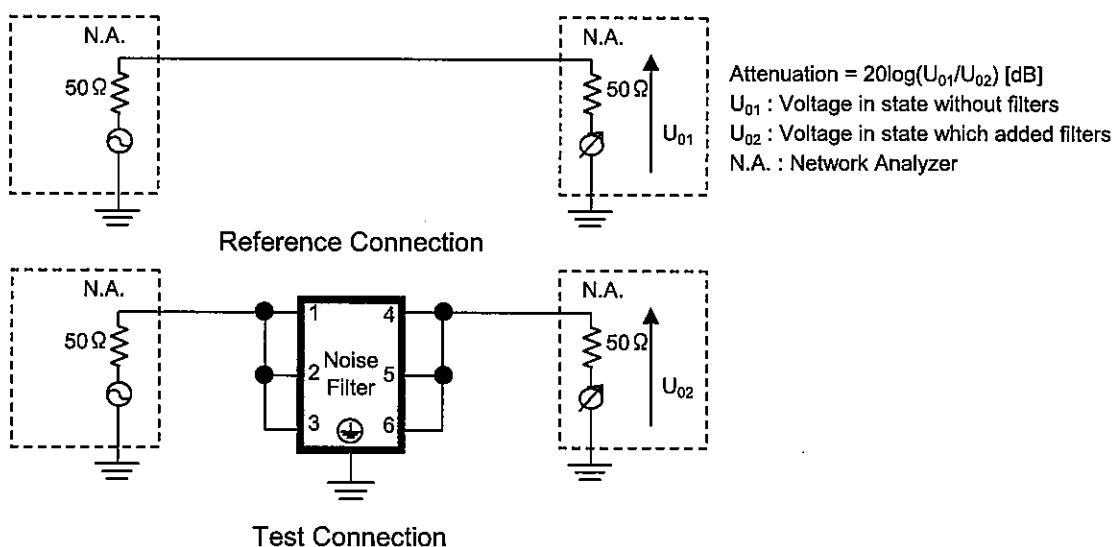 N.A.
50Ω
N.A.
50Ω
U01
Attenuation = 20log(U01/U02) [dB]
U01 : Voltage in state without filters
U02 : Voltage in state which added filters
N.A. : Network Analyzer
Reference Connection
N.A.
50Ω
1 4
2 Noise 5
Filter
3 6
N.A.
50Ω
U02
Test Connection